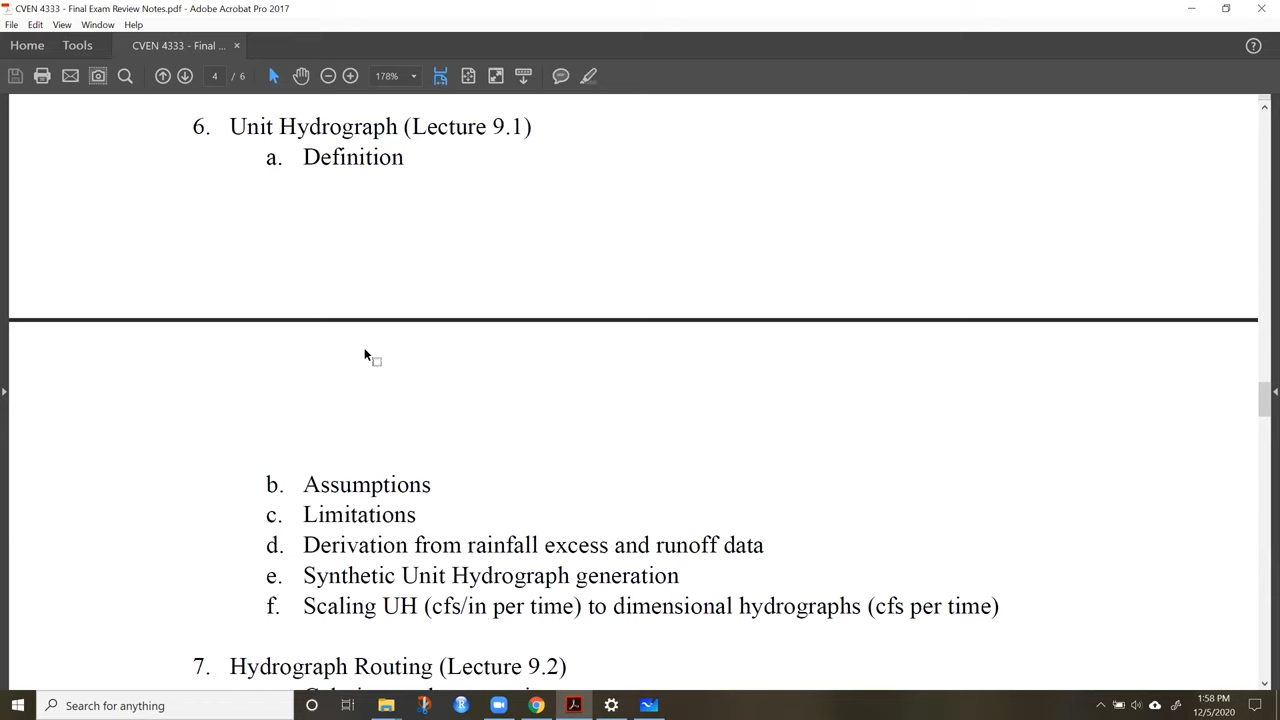 CVEN 4333 - Final Exam Review Notes.pdf - Adobe Acrobat Pro 2017
File Edit View Window Help
Home Tools CVEN 4333 - Final ... ×
4 / 6 178%
6. Unit Hydrograph (Lecture 9.1)
a. Definition
b. Assumptions
c. Limitations
d. Derivation from rainfall excess and runoff data
e. Synthetic Unit Hydrograph generation
f. Scaling UH (cfs/in per time) to dimensional hydrographs (cfs per time)
7. Hydrograph Routing (Lecture 9.2)
Search for anything
1:58 PM
12/5/2020